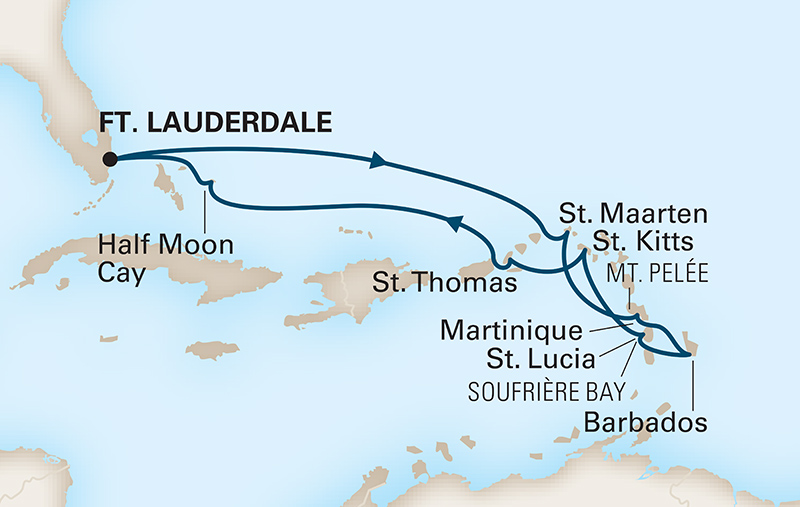 FT. LAUDERDALE
Half Moon
Cay
St. Thomas
St. Maarten
St. Kitts
MT. PELÉE
Martinique
St. Lucia
SOUFRIÈRE BAY
Barbados